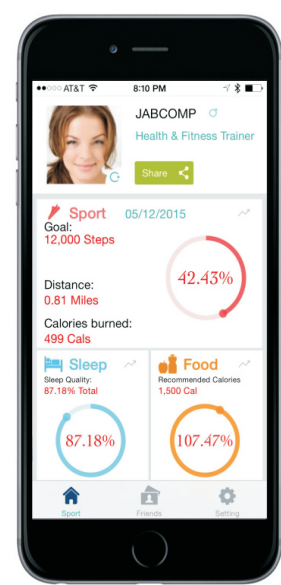 AT&T 8:10 PM
JABCOMP
Health & Fitness Trainer
Share
Sport 05/12/2015
Goal:
12,000 Steps
42.43%
Distance:
0.81 Miles
Calories burned:
499 Cals
Sleep
Sleep Quality:
87.18% Total
87.18%
Food
Recommended Calories
1,500 Cal
107.47%
Sport Friends Setting